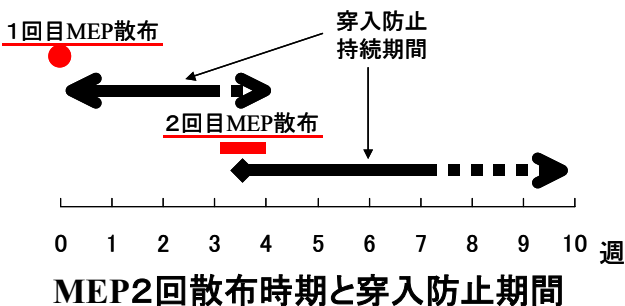 1回目MEP散布
穿入防止
持続期間
2回目MEP散布
0 1 2 3 4 5 6 7 8 9 10 週
MEP2回散布時期と穿入防止期間